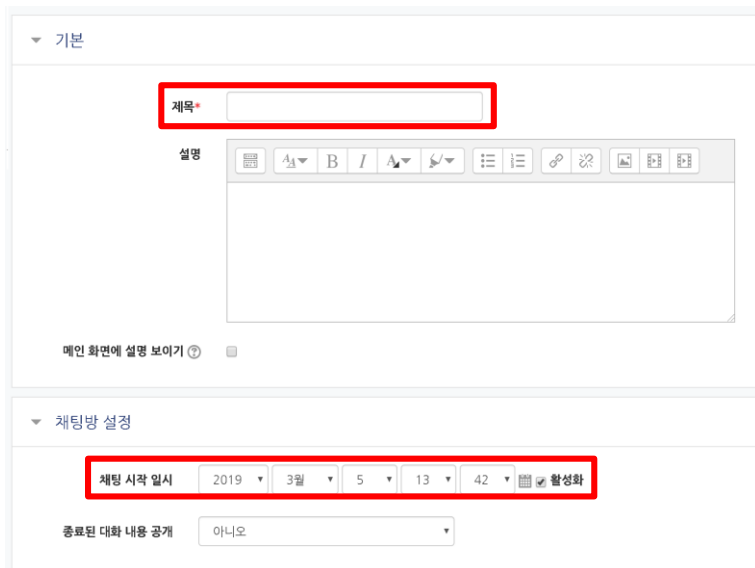 기본
제목*
설명
메인 화면에 설명 보이기
채팅방 설정
채팅 시작 일시 2019 3월 5 13 42 활성화
종료된 대화 내용 공개 아니오